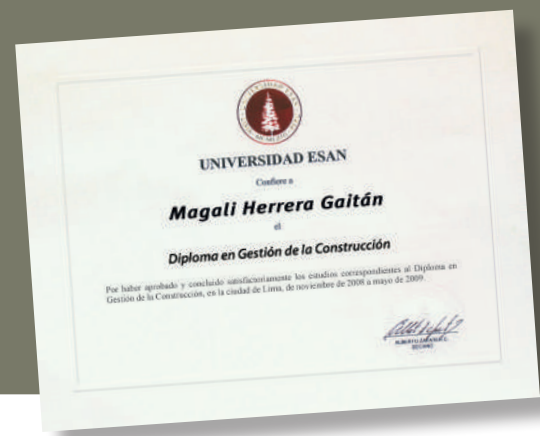 UNIVERSIDAD ESAN
Confiere a
Magali Herrera Gaitán
el
Diploma en Gestión de la Construcción
Por haber aprobado y concluido satisfactoriamente los estudios correspondientes al Diploma en
Gestión de la Construcción, en la ciudad de Lima, de noviembre de 2008 a mayo de 2009.
DECANO